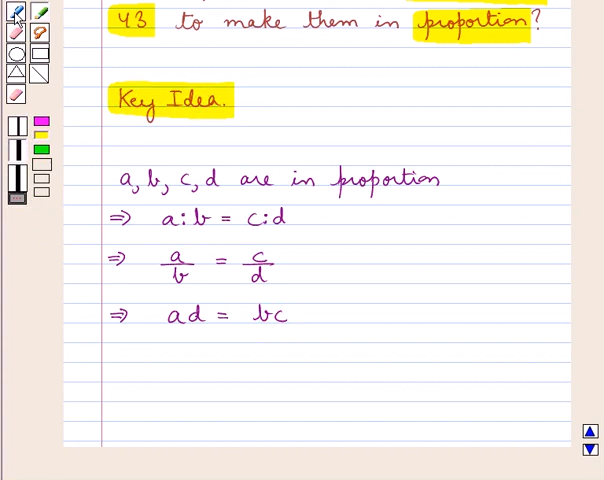 43 to make them in proportion?
Key Idea.
a, b, c, d are in proportion
⇒ a:b = c:d
⇒ a/b = c/d
⇒ ad = bc